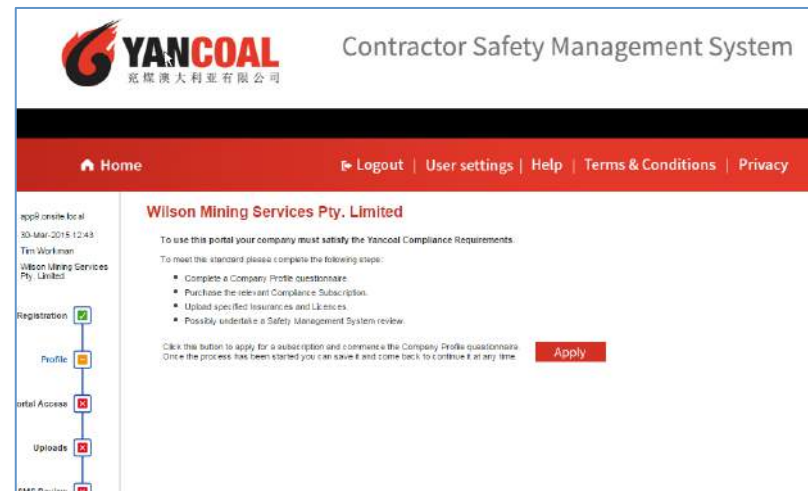 YANCOAL
兖煤澳大利亚有限公司
Contractor Safety Management System
Home
Logout | User settings | Help | Terms & Conditions | Privacy
app9.onsite.local
30-Mar-2015 12:43
Tim Workman
Wilson Mining Services
Pty. Limited
Registration
Profile
ortal Access
Uploads
SMS Review
Wilson Mining Services Pty. Limited
To use this portal your company must satisfy the Yancoal Compliance Requirements.
To meet this standard please complete the following steps:
Complete a Company Profile questionnaire.
Purchase the relevant Compliance Subscription.
Upload specified Insurances and Licences.
Possibly undertake a Safety Management System review.
Click this button to apply for a subscription and commence the Company Profile questionnaire.
Once the process has been started you can save it and come back to continue it at any time.
Apply